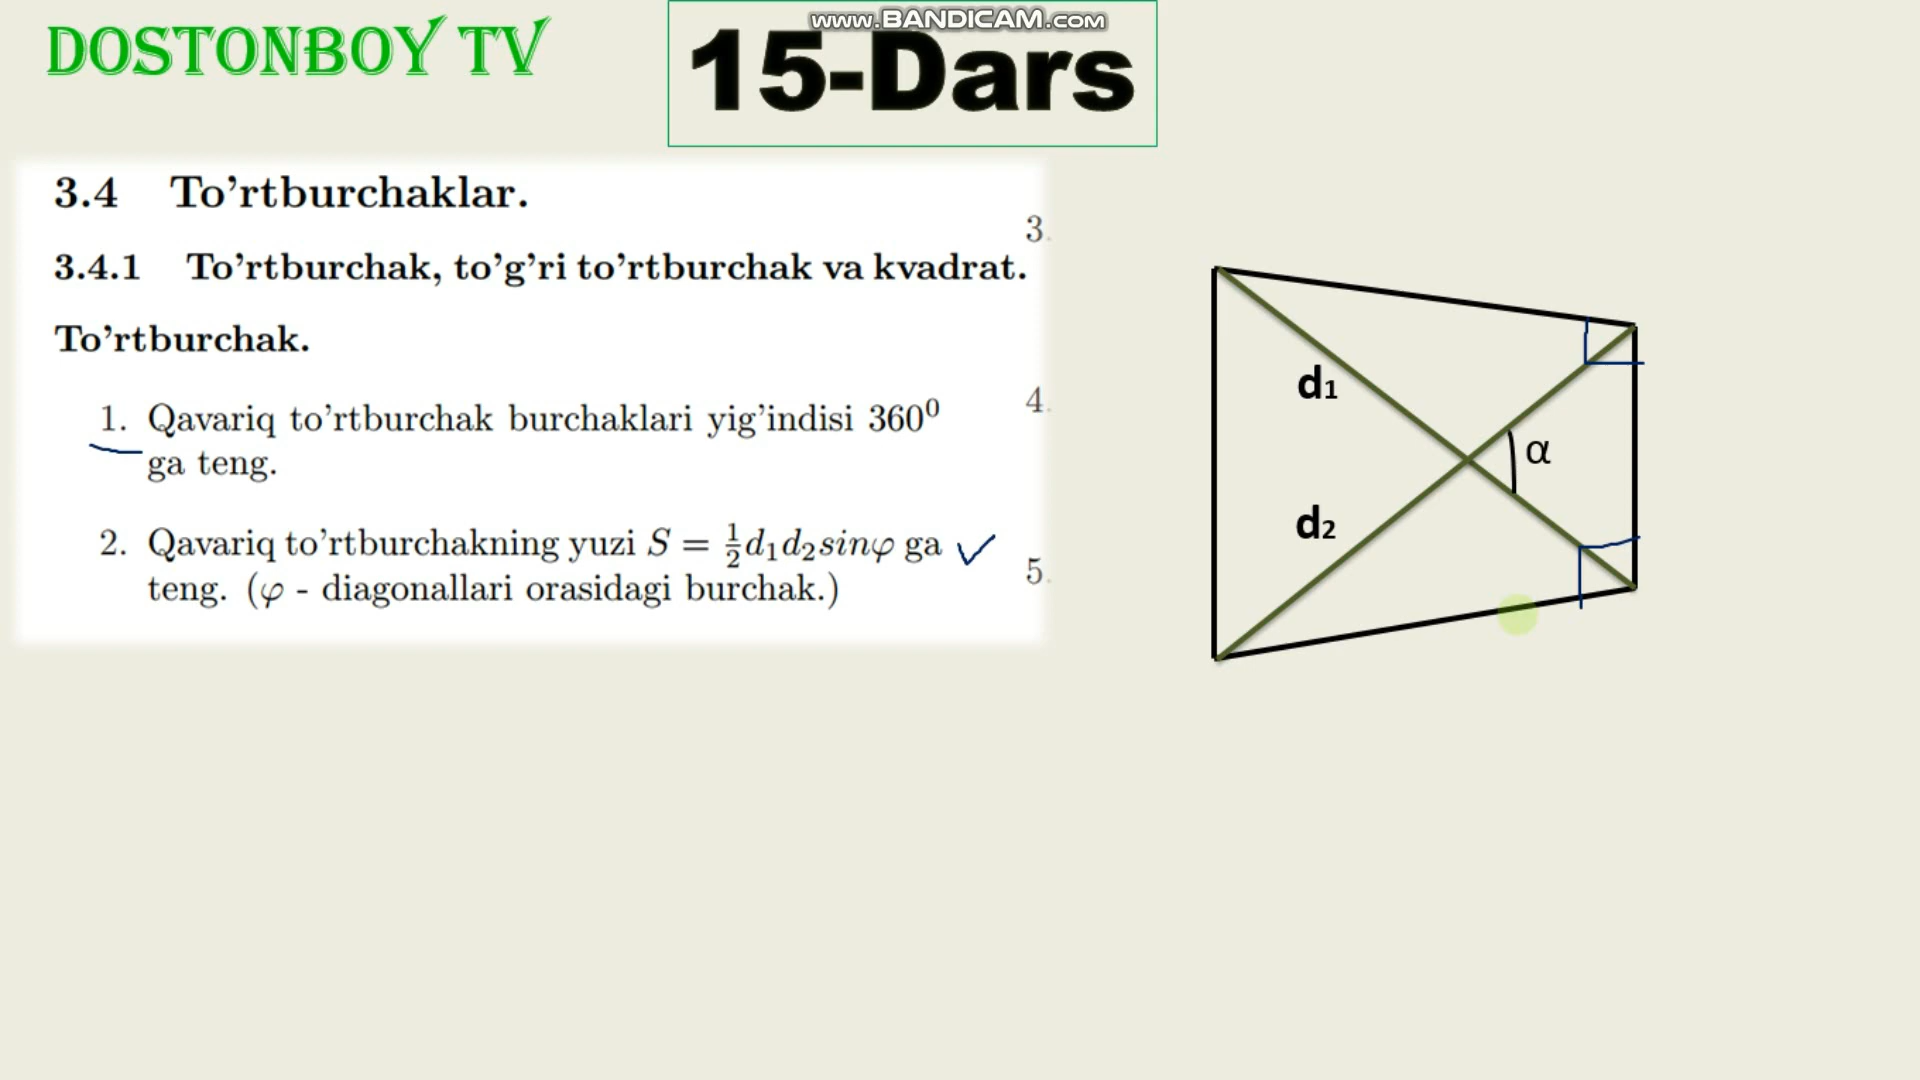 www.BANDICAM.com
DOSTONBOY TV
15-Dars
3.4 To’rtburchaklar.
3.4.1 To’rtburchak, to’g’ri to’rtburchak va kvadrat.
To’rtburchak.
1. Qavariq to’rtburchak burchaklari yig’indisi 360⁰
ga teng.
2. Qavariq to’rtburchakning yuzi S = ½d₁d₂sinφ ga
teng. (φ - diagonallari orasidagi burchak.)
3.
4.
5.
d₁
α
d₂